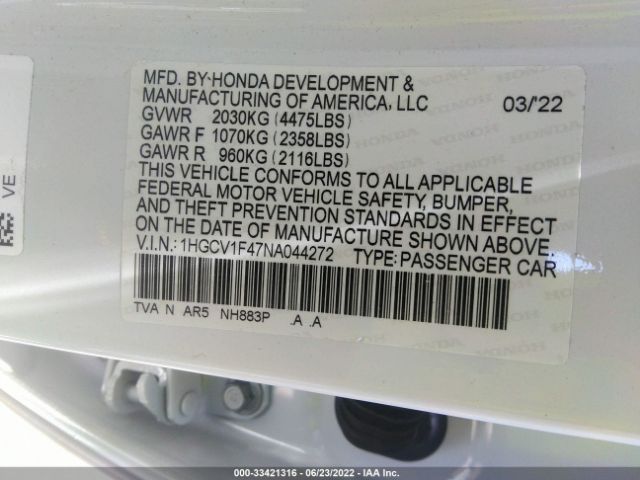 MFD. BY HONDA DEVELOPMENT &
MANUFACTURING OF AMERICA, LLC 03/'22
GVWR 2030KG (4475LBS)
GAWR F 1070KG (2358LBS)
GAWR R 960KG (2116LBS)
THIS VEHICLE CONFORMS TO ALL APPLICABLE
FEDERAL MOTOR VEHICLE SAFETY, BUMPER,
AND THEFT PREVENTION STANDARDS IN EFFECT
ON THE DATE OF MANUFACTURE SHOWN ABOVE.
V.I.N.: 1HGCV1F47NA044272 TYPE: PASSENGER CAR
TVA N AR5 NH883P .A .A
VE
000-33421316 - 06/23/2022 - IAA Inc.